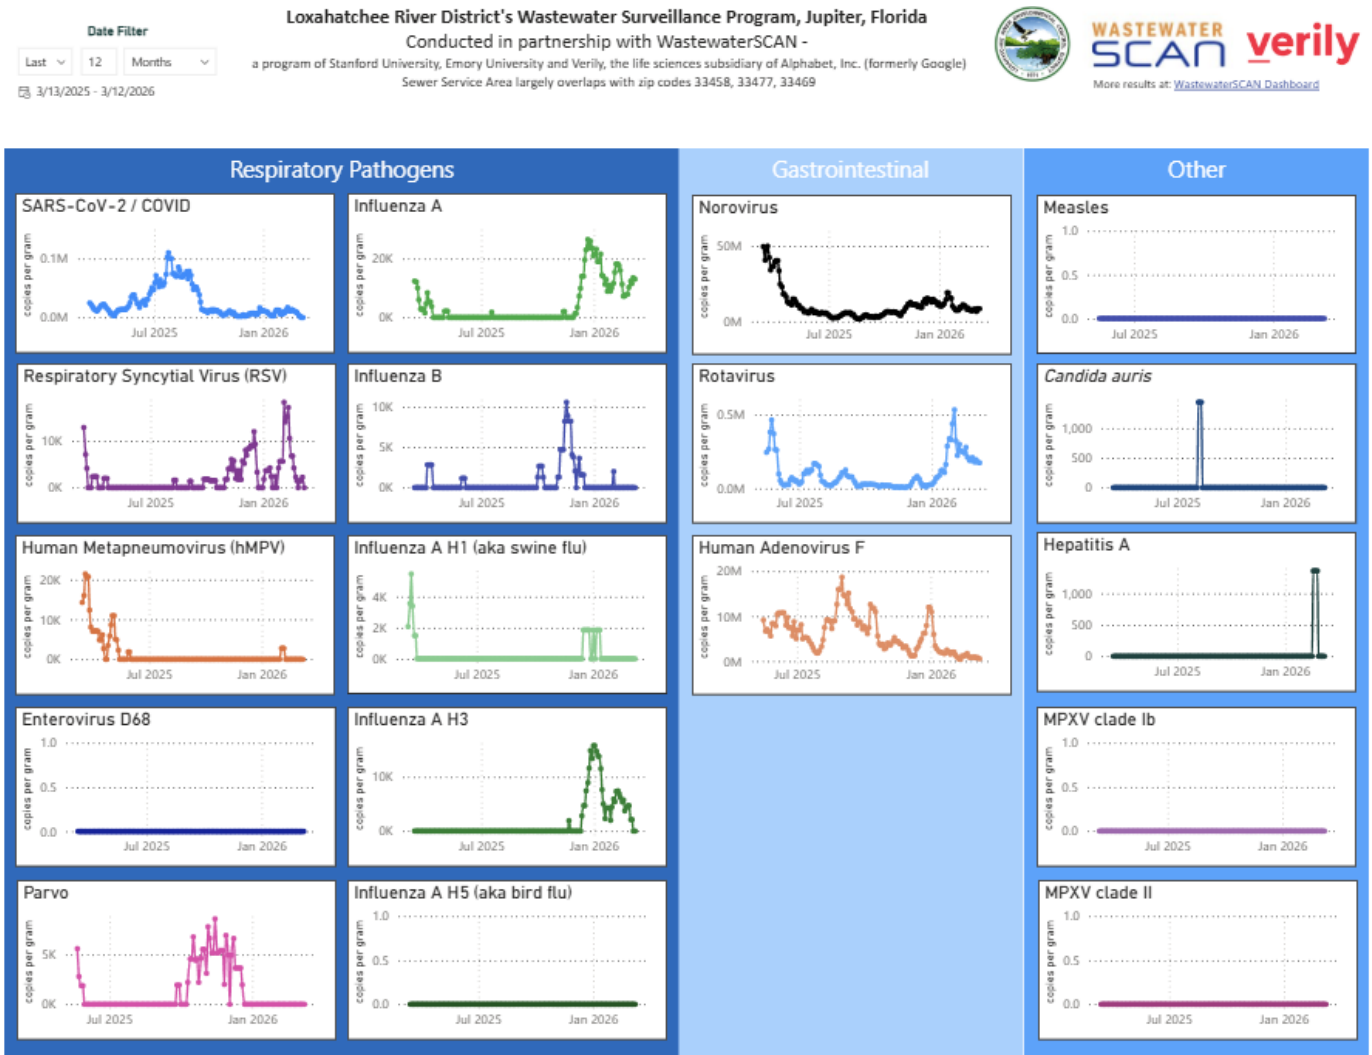 Date Filter
Last
12
Months
3/13/2025 - 3/12/2026
Loxahatchee River District's Wastewater Surveillance Program, Jupiter, Florida
Conducted in partnership with WastewaterSCAN -
a program of Stanford University, Emory University and Verily, the life sciences subsidiary of Alphabet, Inc. (formerly Google)
Sewer Service Area largely overlaps with zip codes 33458, 33477, 33469
WASTEWATER
SCAN
verily
More results at: WastewaterSCAN Dashboard
Respiratory Pathogens
Gastrointestinal
Other
SARS-CoV-2 / COVID
copies per gram
0.1M
0.0M
Jul 2025
Jan 2026
Influenza A
copies per gram
20K
0K
Jul 2025
Jan 2026
Norovirus
copies per gram
50M
0M
Jul 2025
Jan 2026
Measles
copies per gram
1.0
0.5
0.0
Jul 2025
Jan 2026
Respiratory Syncytial Virus (RSV)
copies per gram
10K
0K
Jul 2025
Jan 2026
Influenza B
copies per gram
10K
5K
0K
Jul 2025
Jan 2026
Rotavirus
copies per gram
0.5M
0.0M
Jul 2025
Jan 2026
Candida auris
copies per gram
1,000
500
0
Jul 2025
Jan 2026
Human Metapneumovirus (hMPV)
copies per gram
20K
10K
0K
Jul 2025
Jan 2026
Influenza A H1 (aka swine flu)
copies per gram
4K
2K
0K
Jul 2025
Jan 2026
Human Adenovirus F
copies per gram
20M
10M
0M
Jul 2025
Jan 2026
Hepatitis A
copies per gram
1,000
500
0
Jul 2025
Jan 2026
Enterovirus D68
copies per gram
1.0
0.5
0.0
Jul 2025
Jan 2026
Influenza A H3
copies per gram
10K
0K
Jul 2025
Jan 2026
MPXV clade Ib
copies per gram
1.0
0.5
0.0
Jul 2025
Jan 2026
Parvo
copies per gram
5K
0K
Jul 2025
Jan 2026
Influenza A H5 (aka bird flu)
copies per gram
1.0
0.5
0.0
Jul 2025
Jan 2026
MPXV clade II
copies per gram
1.0
0.5
0.0
Jul 2025
Jan 2026